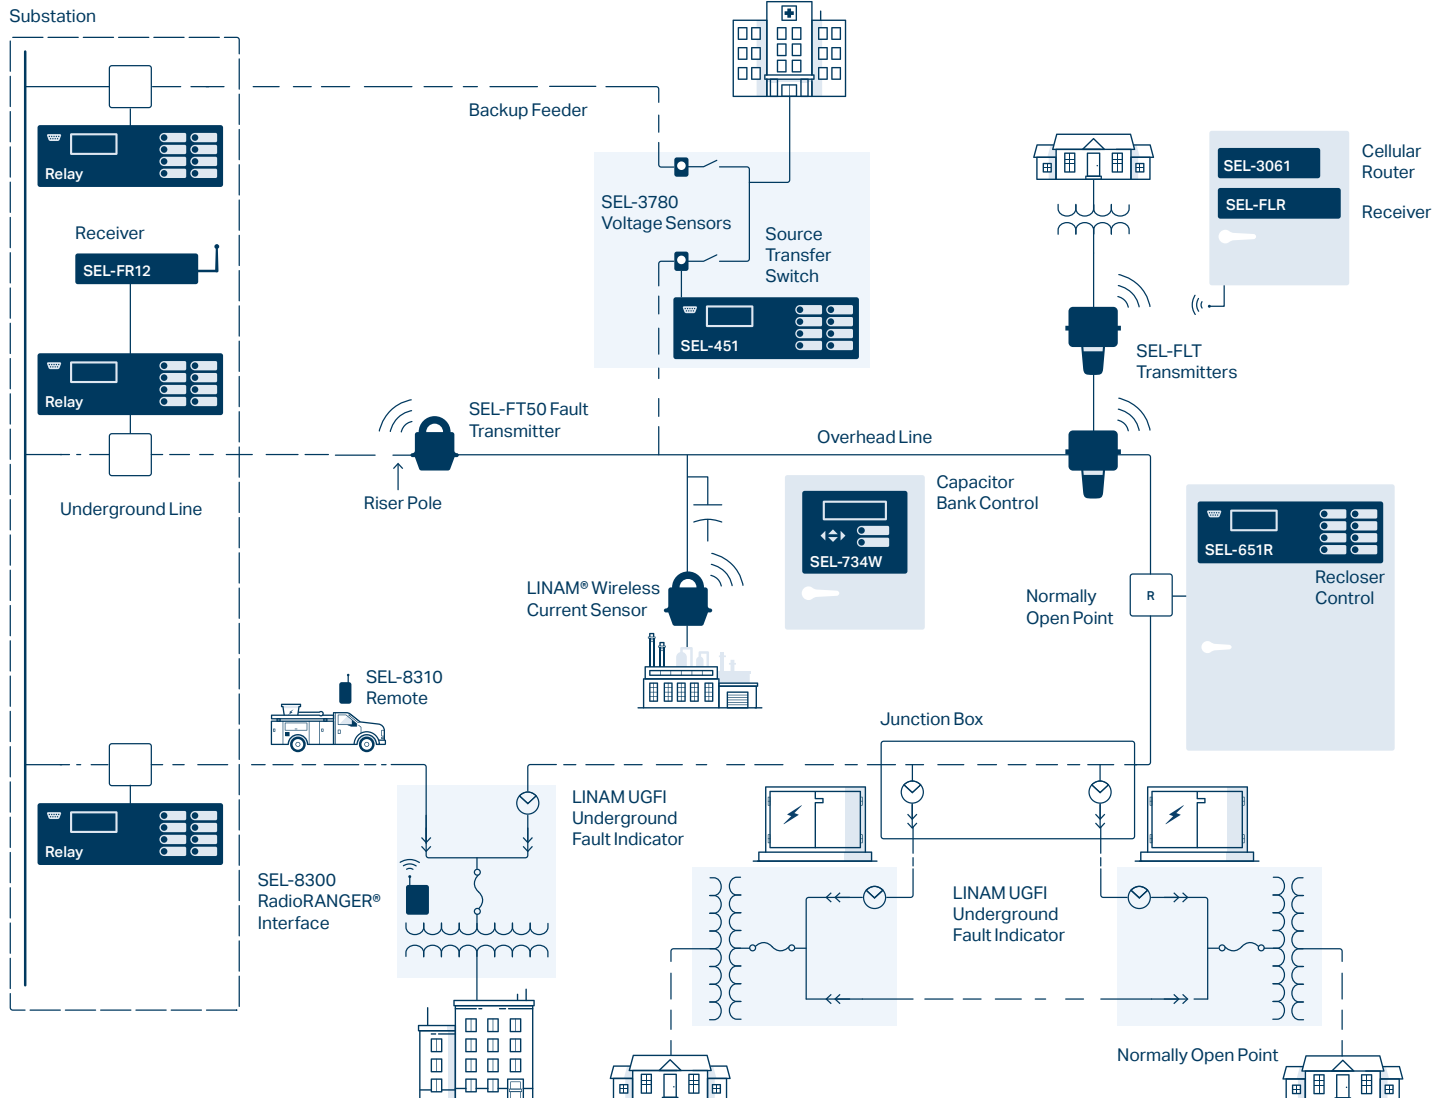 Substation
Backup Feeder
Relay
Receiver
SEL-FR12
Relay
Underground Line
SEL-3780
Voltage Sensors
Source
Transfer
Switch
SEL-451
SEL-FT50 Fault
Transmitter
Riser Pole
Overhead Line
SEL-3061
Cellular
Router
SEL-FLR
Receiver
SEL-FLT
Transmitters
Capacitor
Bank Control
SEL-734W
LINAM® Wireless
Current Sensor
Normally
Open Point
R
SEL-651R
Recloser
Control
SEL-8310
Remote
Junction Box
Relay
LINAM UGFI
Underground
Fault Indicator
SEL-8300
RadioRANGER®
Interface
LINAM UGFI
Underground
Fault Indicator
Normally Open Point